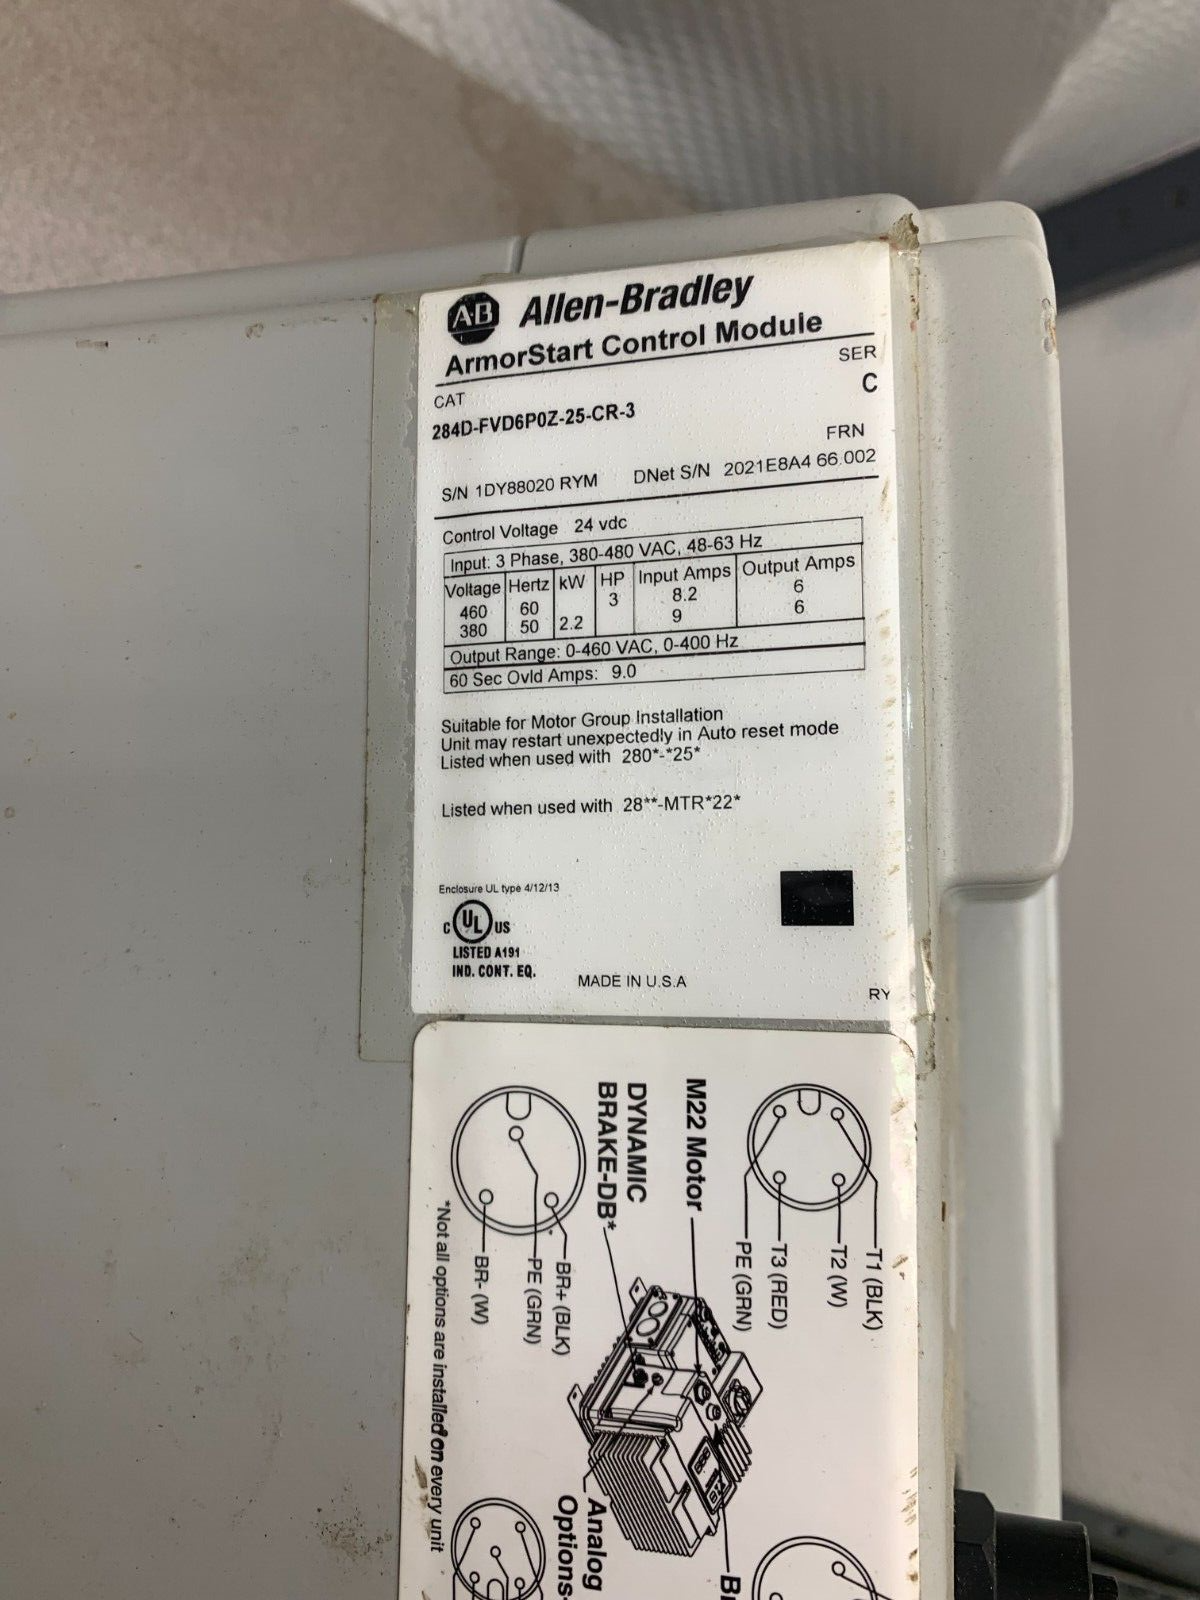 AB Allen-Bradley
ArmorStart Control Module
CAT SER
284D-FVD6P0Z-25-CR-3 C
FRN
S/N 1DY88020 RYM DNet S/N 2021E8A4 66.002
Control Voltage 24 vdc
Input: 3 Phase, 380-480 VAC, 48-63 Hz
Voltage Hertz kW HP Input Amps Output Amps
460 60 3 8.2 6
380 50 2.2 9 6
Output Range: 0-460 VAC, 0-400 Hz
60 Sec Ovld Amps: 9.0
Suitable for Motor Group Installation
Unit may restart unexpectedly in Auto reset mode
Listed when used with 280*-*25*
Listed when used with 28**-MTR*22*
Enclosure UL type 4/12/13
C UL US
LISTED A191
IND. CONT. EQ.
MADE IN U.S.A
RY
T1 (BLK)
T2 (W)
T3 (RED)
PE (GRN)
M22 Motor
DYNAMIC
BRAKE-DB*
BR+ (BLK)
PE (GRN)
BR- (W)
*Not all options are installed on every unit
Analog
Options